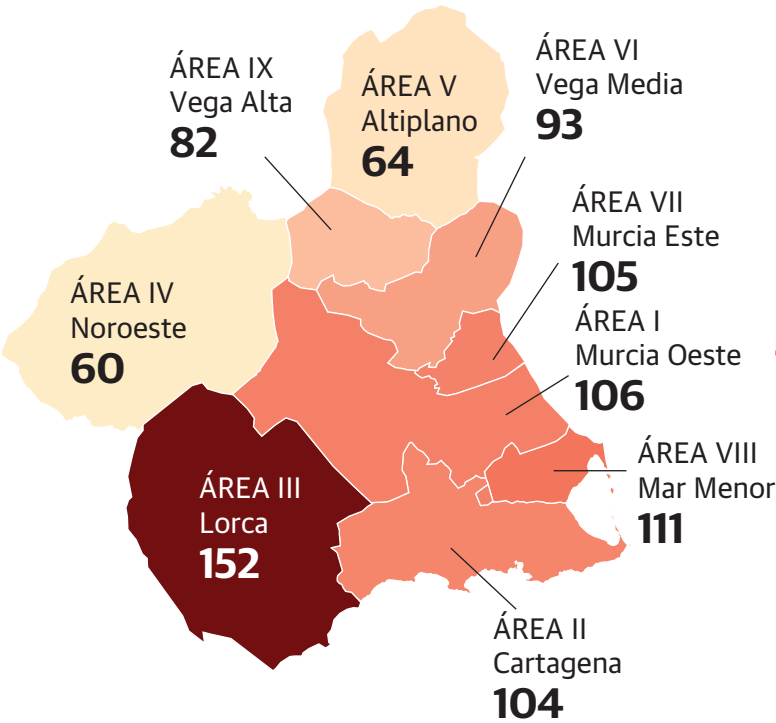 ÁREA IX
Vega Alta
82
ÁREA V
Altiplano
64
ÁREA VI
Vega Media
93
ÁREA VII
Murcia Este
105
ÁREA IV
Noroeste
60
ÁREA I
Murcia Oeste
106
ÁREA III
Lorca
152
ÁREA VIII
Mar Menor
111
ÁREA II
Cartagena
104